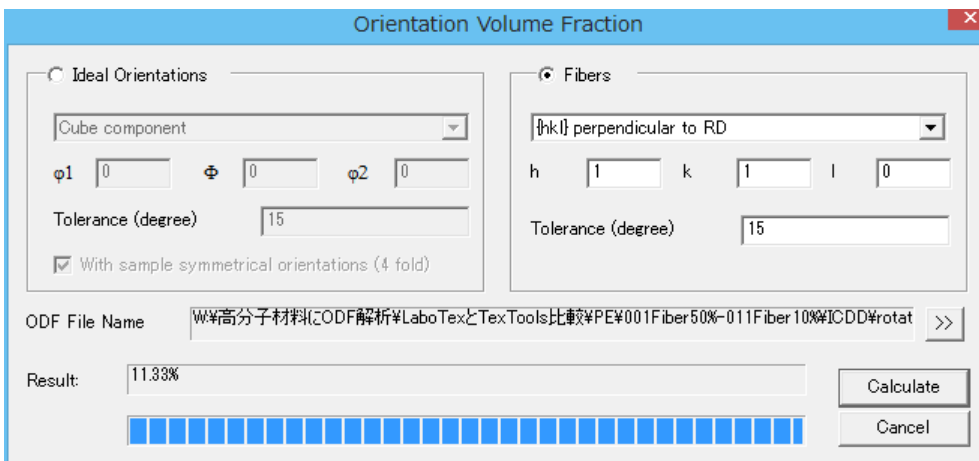 Orientation Volume Fraction
Ideal Orientations
Cube component
φ1 0 Φ 0 φ2 0
Tolerance (degree) 15
With sample symmetrical orientations (4 fold)
Fibers
{hkl} perpendicular to RD
h 1 k 1 l 0
Tolerance (degree) 15
ODF File Name W:¥高分子材料にODF解析¥LaboTexとTexTools比較¥PE¥001Fiber50%-011Fiber10%¥ICDD¥rotat >>
Result: 11.33%
Calculate
Cancel